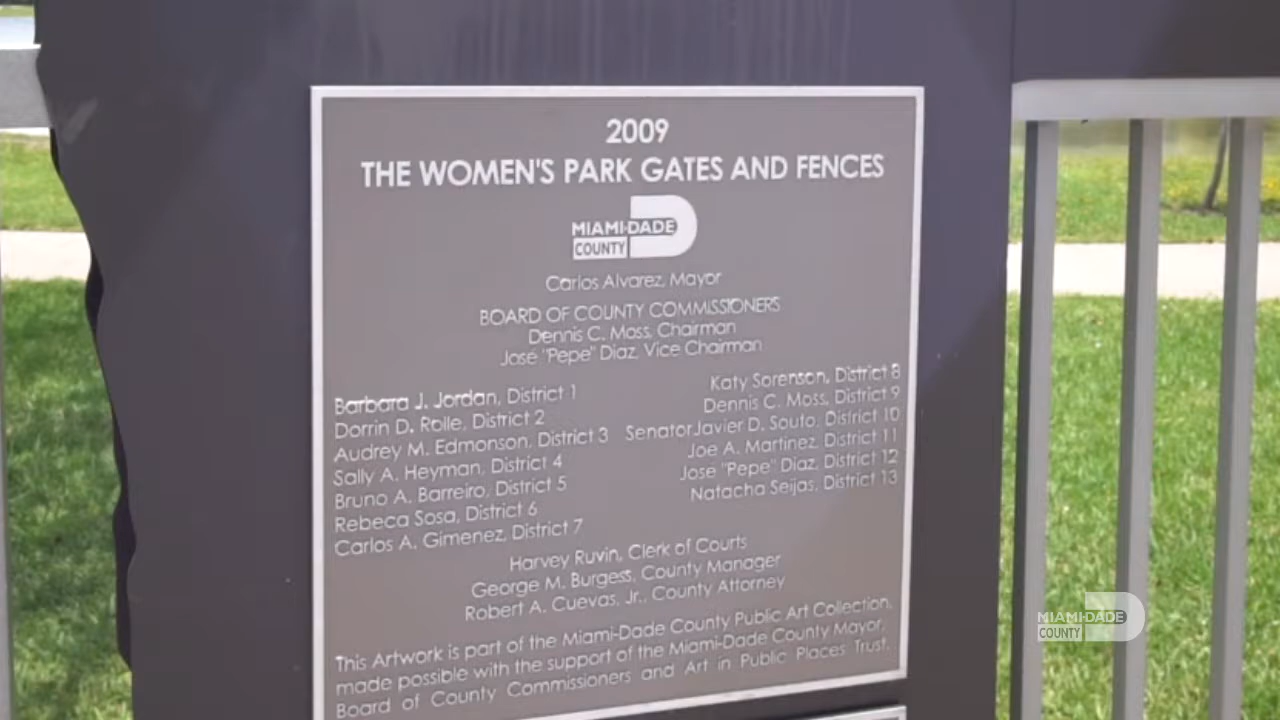 2009
THE WOMEN'S PARK GATES AND FENCES
MIAMI-DADE
COUNTY
Carlos Alvarez, Mayor
BOARD OF COUNTY COMMISSIONERS
Dennis C. Moss, Chairman
Jose "Pepe" Diaz, Vice Chairman
Barbara J. Jordan, District 1
Dorrin D. Rolle, District 2
Audrey M. Edmonson, District 3
Sally A. Heyman, District 4
Bruno A. Barreiro, District 5
Rebeca Sosa, District 6
Carlos A. Gimenez, District 7
Katy Sorenson, District 8
Dennis C. Moss, District 9
Senator Javier D. Souto, District 10
Joe A. Martinez, District 11
Jose "Pepe" Diaz, District 12
Natacha Seijas, District 13
Harvey Ruvin, Clerk of Courts
George M. Burgess, County Manager
Robert A. Cuevas, Jr., County Attorney
This Artwork is part of the Miami-Dade County Public Art Collection,
made possible with the support of the Miami-Dade County Mayor,
Board of County Commissioners and Art in Public Places Trust.
MIAMI-DADE
COUNTY